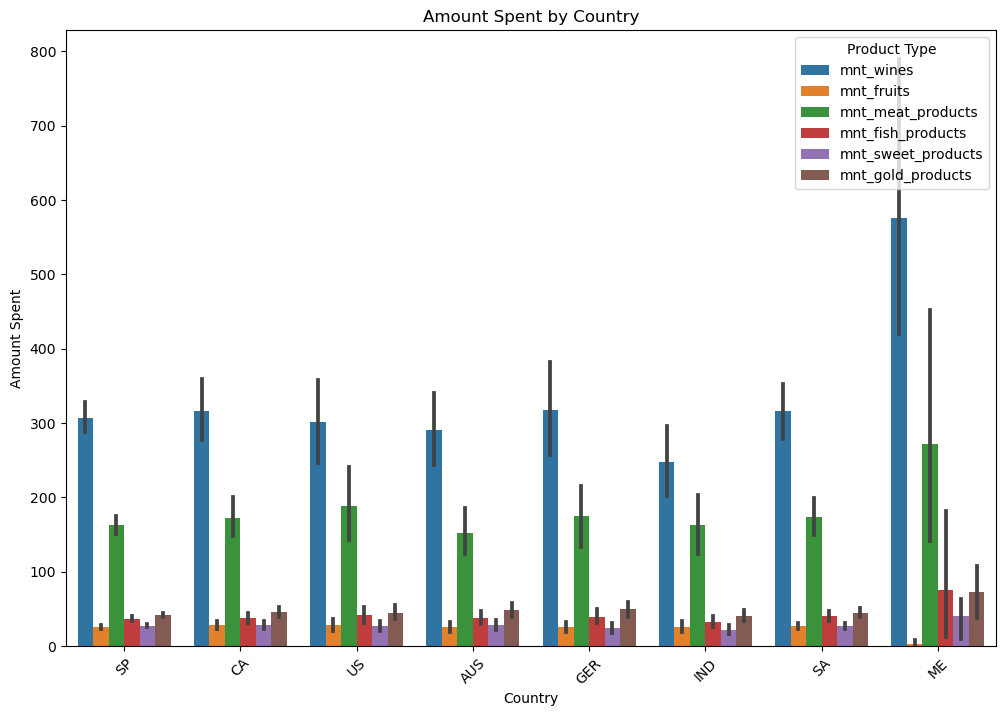 Amount Spent by Country
Product Type
mnt_wines
mnt_fruits
mnt_meat_products
mnt_fish_products
mnt_sweet_products
mnt_gold_products
Amount Spent
800
700
600
500
400
300
200
100
0
SP
CA
US
AUS
GER
IND
SA
ME
Country